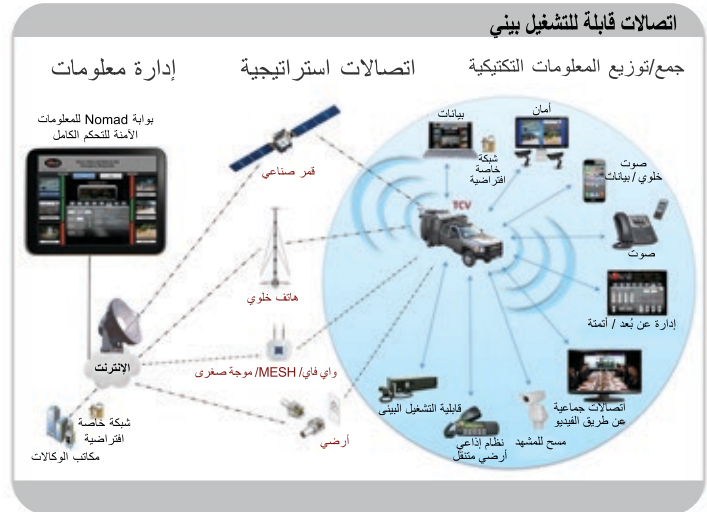 اتصالات قابلة للتشغيل بيني
جمع/توزيع المعلومات التكتيكية
اتصالات استراتيجية
إدارة معلومات
بوابة Nomad للمعلومات
الآمنة للتحكم الكامل
بيانات
أمان
شبكة
خاصة
افتراضية
صوت
خلوي / بيانات
قمر صناعي
TCV
صوت
هاتف خلوي
إدارة عن بُعد / أتمتة
الإنترنت
واي فاي/ MESH/ موجة صغرى
قابلية التشغيل البينى
اتصالات جماعية
عن طريق الفيديو
شبكة خاصة
افتراضية
مكاتب الوكالات
أرضي
نظام إذاعي
أرضي متنقل
مسح للمشهد